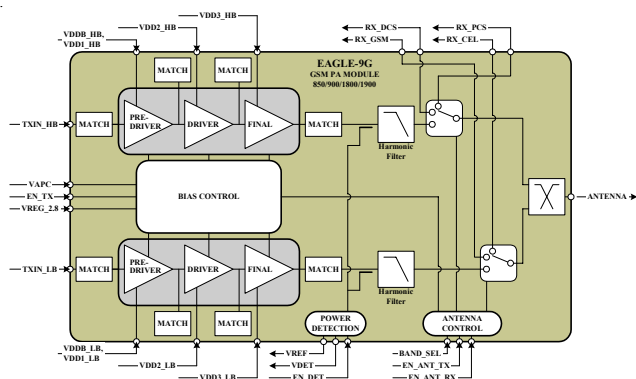 VDD3_HB
VDD2_HB
VDDB_HB,
VDD1_HB
RX_DCS
RX_PCS
RX_GSM
RX_CEL
EAGLE-9G
GSM PA MODULE
850/900/1800/1900
MATCH
MATCH
TXIN_HB
MATCH
PRE-
DRIVER
DRIVER
FINAL
MATCH
Harmonic
Filter
VAPC
EN_TX
VREG_2.8
BIAS CONTROL
ANTENNA
TXIN_LB
MATCH
PRE-
DRIVER
DRIVER
FINAL
MATCH
Harmonic
Filter
MATCH
MATCH
POWER
DETECTION
ANTENNA
CONTROL
VDDB_LB,
VDD1_LB
VDD2_LB
VDD3_LB
VREF
VDET
EN_DET
BAND_SEL
EN_ANT_TX
EN_ANT_RX